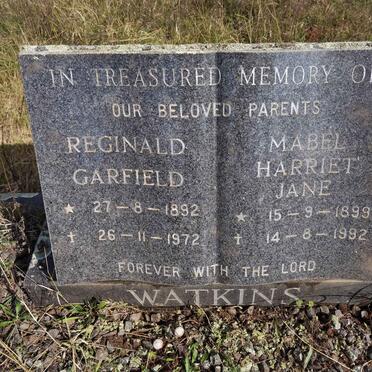 IN TREASURED MEMORY OF
OUR BELOVED PARENTS
REGINALD
GARFIELD
* 27-8-1892
† 26-11-1972
MABEL
HARRIET
JANE
* 15-9-1899
† 14-8-1992
FOREVER WITH THE LORD
WATKINS